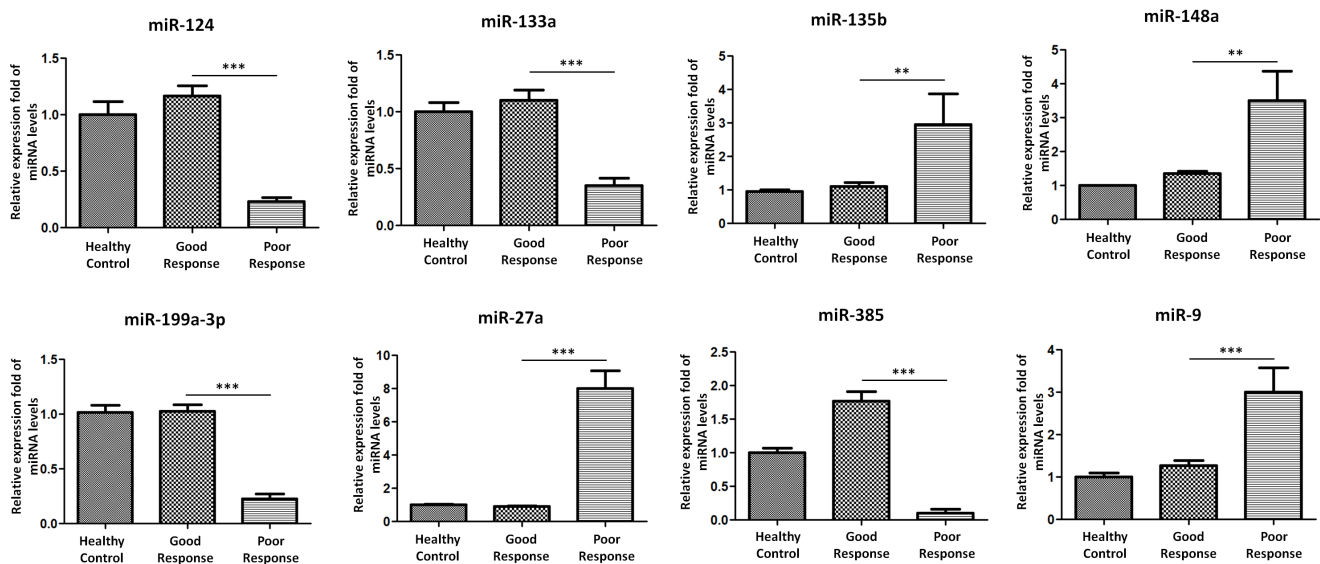 miR-124
Relative expression fold of
miRNA levels
1.5
1.0
0.5
0.0
***
Healthy
Control
Good
Response
Poor
Response
miR-133a
Relative expression fold of
miRNA levels
1.5
1.0
0.5
0.0
***
Healthy
Control
Good
Response
Poor
Response
miR-135b
Relative expression fold of
miRNA levels
5
4
3
2
1
0
**
Healthy
Control
Good
Response
Poor
Response
miR-148a
Relative expression fold of
miRNA levels
5
4
3
2
1
0
**
Healthy
Control
Good
Response
Poor
Response
miR-199a-3p
Relative expression fold of
miRNA levels
1.5
1.0
0.5
0.0
***
Healthy
Control
Good
Response
Poor
Response
miR-27a
Relative expression fold of
miRNA levels
10
8
6
4
2
0
***
Healthy
Control
Good
Response
Poor
Response
miR-385
Relative expression fold of
miRNA levels
2.5
2.0
1.5
1.0
0.5
0.0
***
Healthy
Control
Good
Response
Poor
Response
miR-9
Relative expression fold of
miRNA levels
4
3
2
1
0
***
Healthy
Control
Good
Response
Poor
Response